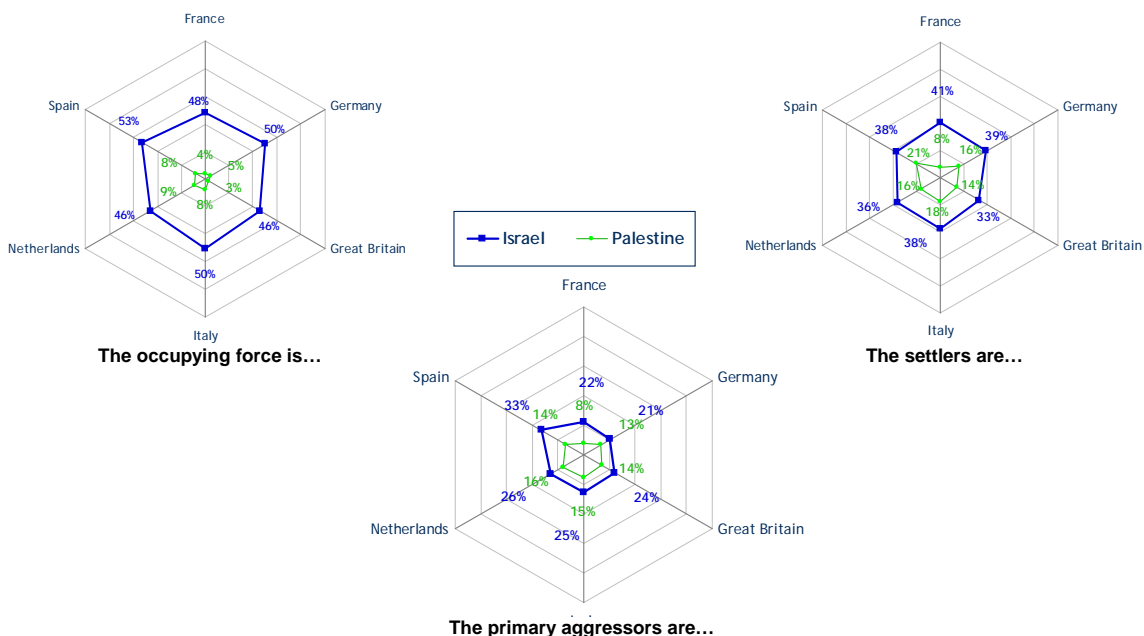 France
Spain
Germany
48%
53%
50%
4%
8%
5%
9%
3%
8%
46%
46%
50%
Netherlands
Great Britain
Italy
The occupying force is…
France
Spain
Germany
41%
38%
39%
8%
21%
16%
16%
14%
18%
36%
33%
38%
Netherlands
Great Britain
Italy
The settlers are…
Israel Palestine
France
Spain
Germany
22%
33%
21%
8%
14%
13%
14%
16%
15%
26%
24%
25%
Netherlands
Great Britain
The primary aggressors are…